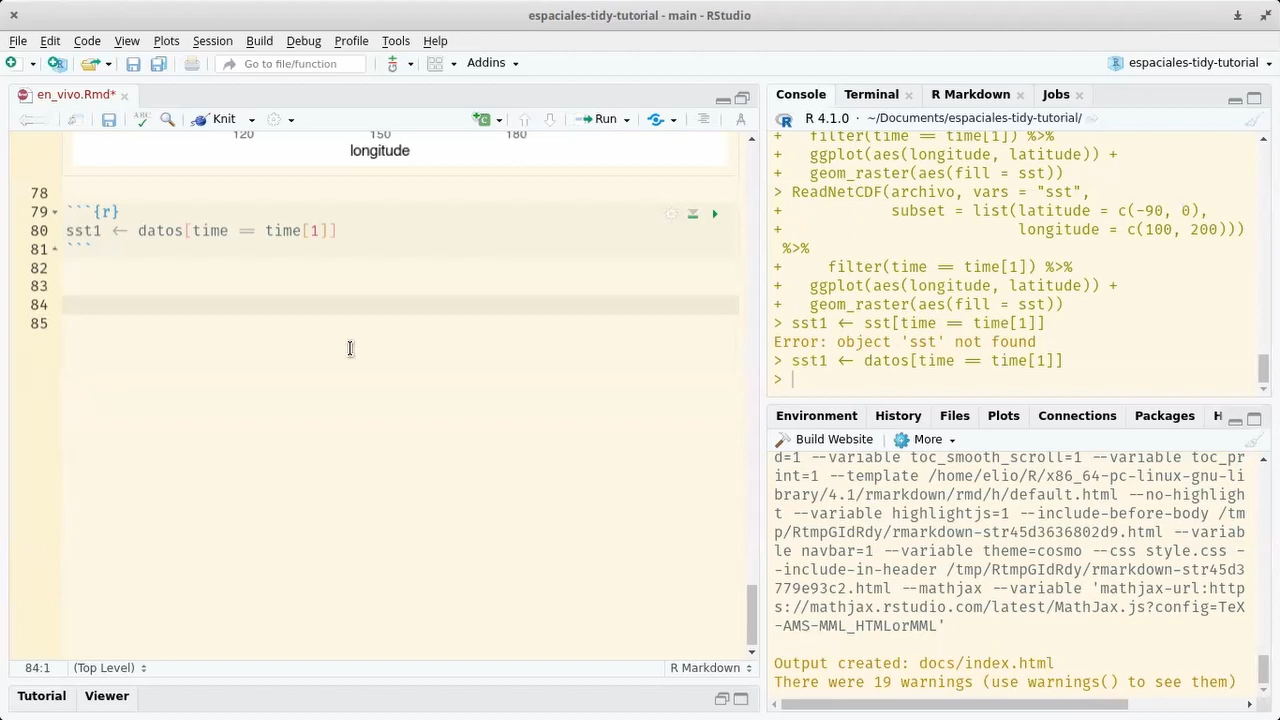 espaciales-tidy-tutorial - main - RStudio
File Edit Code View Plots Session Build Debug Profile Tools Help
Go to file/function Addins espaciales-tidy-tutorial
en_vivo.Rmd*
ABC Knit Run
120 150 180
longitude
78
79 ```{r}
80 sst1 <- datos[time == time[1]]
81 ```
82
83
84
85
84:1 (Top Level) R Markdown
Tutorial Viewer
Console Terminal R Markdown Jobs
R 4.1.0 · ~/Documents/espaciales-tidy-tutorial/
+ filter(time == time[1]) %>%
+ ggplot(aes(longitude, latitude)) +
+ geom_raster(aes(fill = sst))
> ReadNetCDF(archivo, vars = "sst",
+ subset = list(latitude = c(-90, 0),
+ longitude = c(100, 200)))
%>%
+ filter(time == time[1]) %>%
+ ggplot(aes(longitude, latitude)) +
+ geom_raster(aes(fill = sst))
> sst1 <- sst[time == time[1]]
Error: object 'sst' not found
> sst1 <- datos[time == time[1]]
>
Environment History Files Plots Connections Packages H
Build Website More
d=1 --variable toc_smooth_scroll=1 --variable toc_pr
int=1 --template /home/elio/R/x86_64-pc-linux-gnu-li
brary/4.1/rmarkdown/rmd/h/default.html --no-highligh
t --variable highlightjs=1 --include-before-body /tm
p/RtmpGIdRdy/rmarkdown-str45d3636802d9.html --variab
le navbar=1 --variable theme=cosmo --css style.css -
-include-in-header /tmp/RtmpGIdRdy/rmarkdown-str45d3
779e93c2.html --mathjax --variable 'mathjax-url:http
s://mathjax.rstudio.com/latest/MathJax.js?config=TeX
-AMS-MML_HTMLorMML'
Output created: docs/index.html
There were 19 warnings (use warnings() to see them)